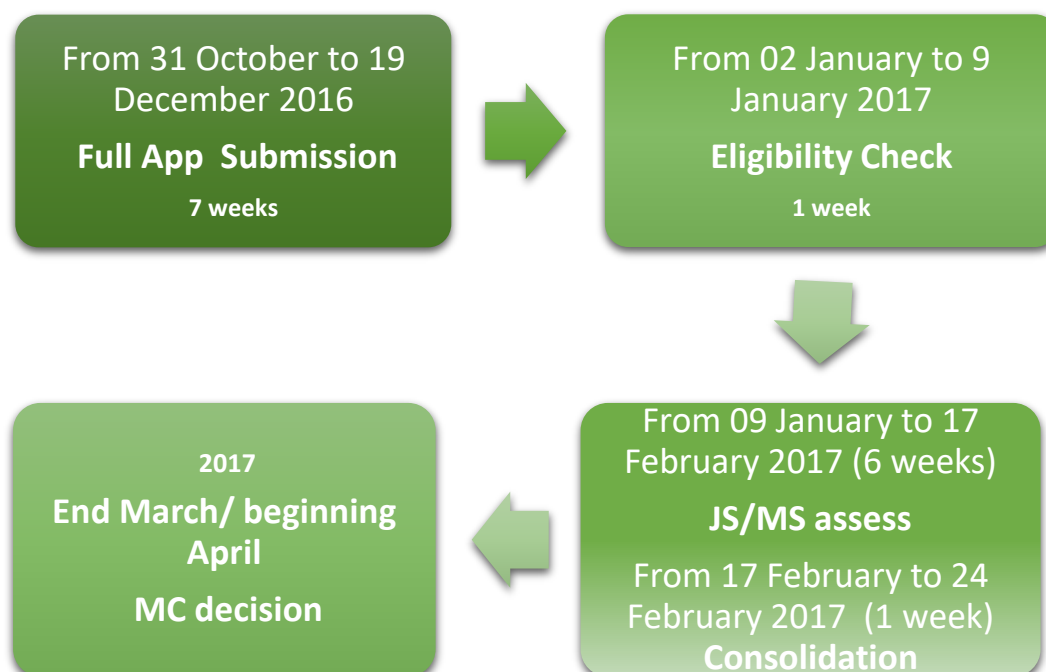 From 31 October to 19
December 2016
Full App  Submission
7 weeks
From 02 January to 9
January 2017
Eligibility Check
1 week
From 09 January to 17
February 2017 (6 weeks)
JS/MS assess
From 17 February to 24
February 2017  (1 week)
Consolidation
2017
End March/ beginning
April
MC decision